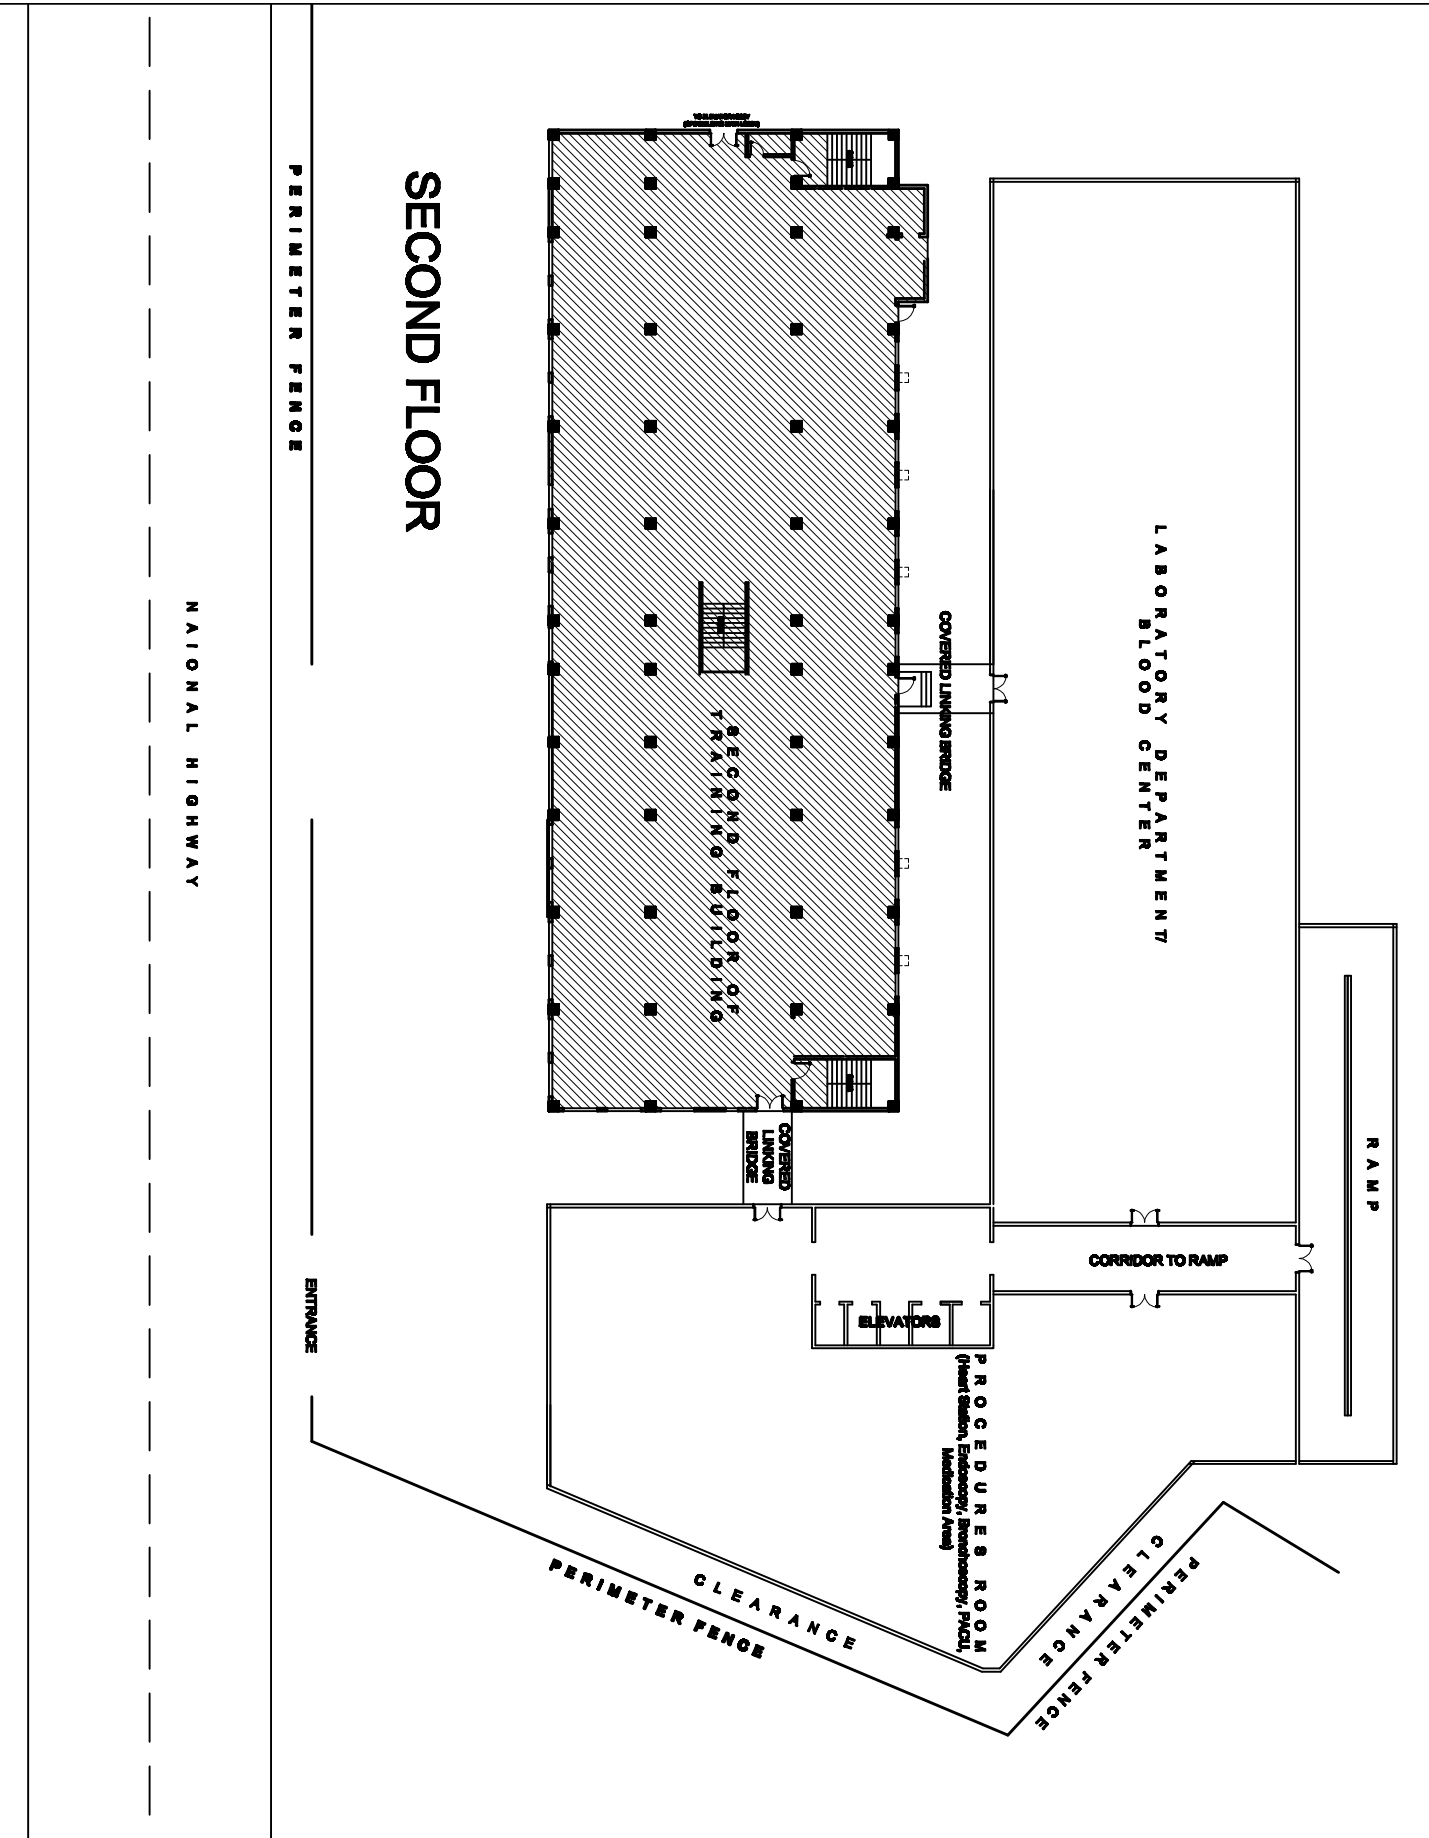 SECOND FLOOR
PERIMETER FENCE
NAIONAL HIGHWAY
SECOND FLOOR OF
TRAINING BUILDING
COVERED LINKING BRIDGE
LABORATORY DEPARTMENT/
BLOOD CENTER
RAMP
COVERED
LINKING
BRIDGE
CORRIDOR TO RAMP
ELEVATORS
PROCEDURES ROOM
(Heart Station, Endoscopy, Bronchoscopy, PACU,
Medication Area)
ENTRANCE
CLEARANCE
PERIMETER FENCE
CLEARANCE
PERIMETER FENCE